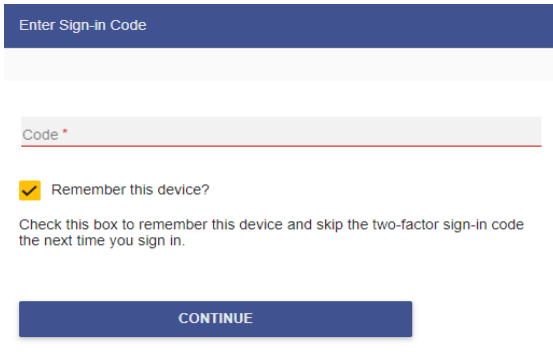 Enter Sign-in Code
Code *
Remember this device?
Check this box to remember this device and skip the two-factor sign-in code
the next time you sign in.
CONTINUE